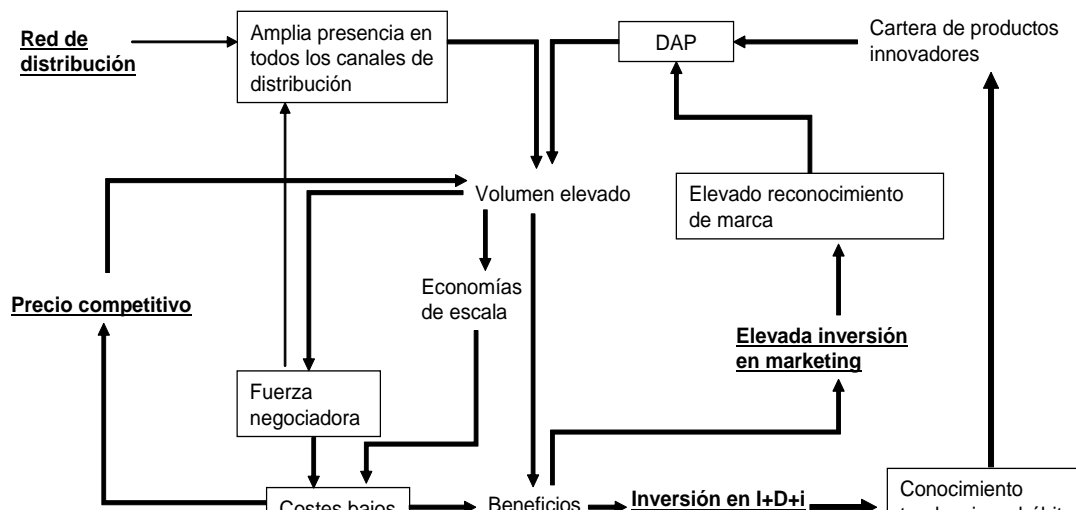 Red de
distribución
Amplia presencia en
todos los canales de
distribución
DAP
Cartera de productos
innovadores
Volumen elevado
Elevado reconocimiento
de marca
Economías
de escala
Precio competitivo
Elevada inversión
en marketing
Fuerza
negociadora
Costes bajos
Beneficios
Inversión en I+D+i
Conocimiento